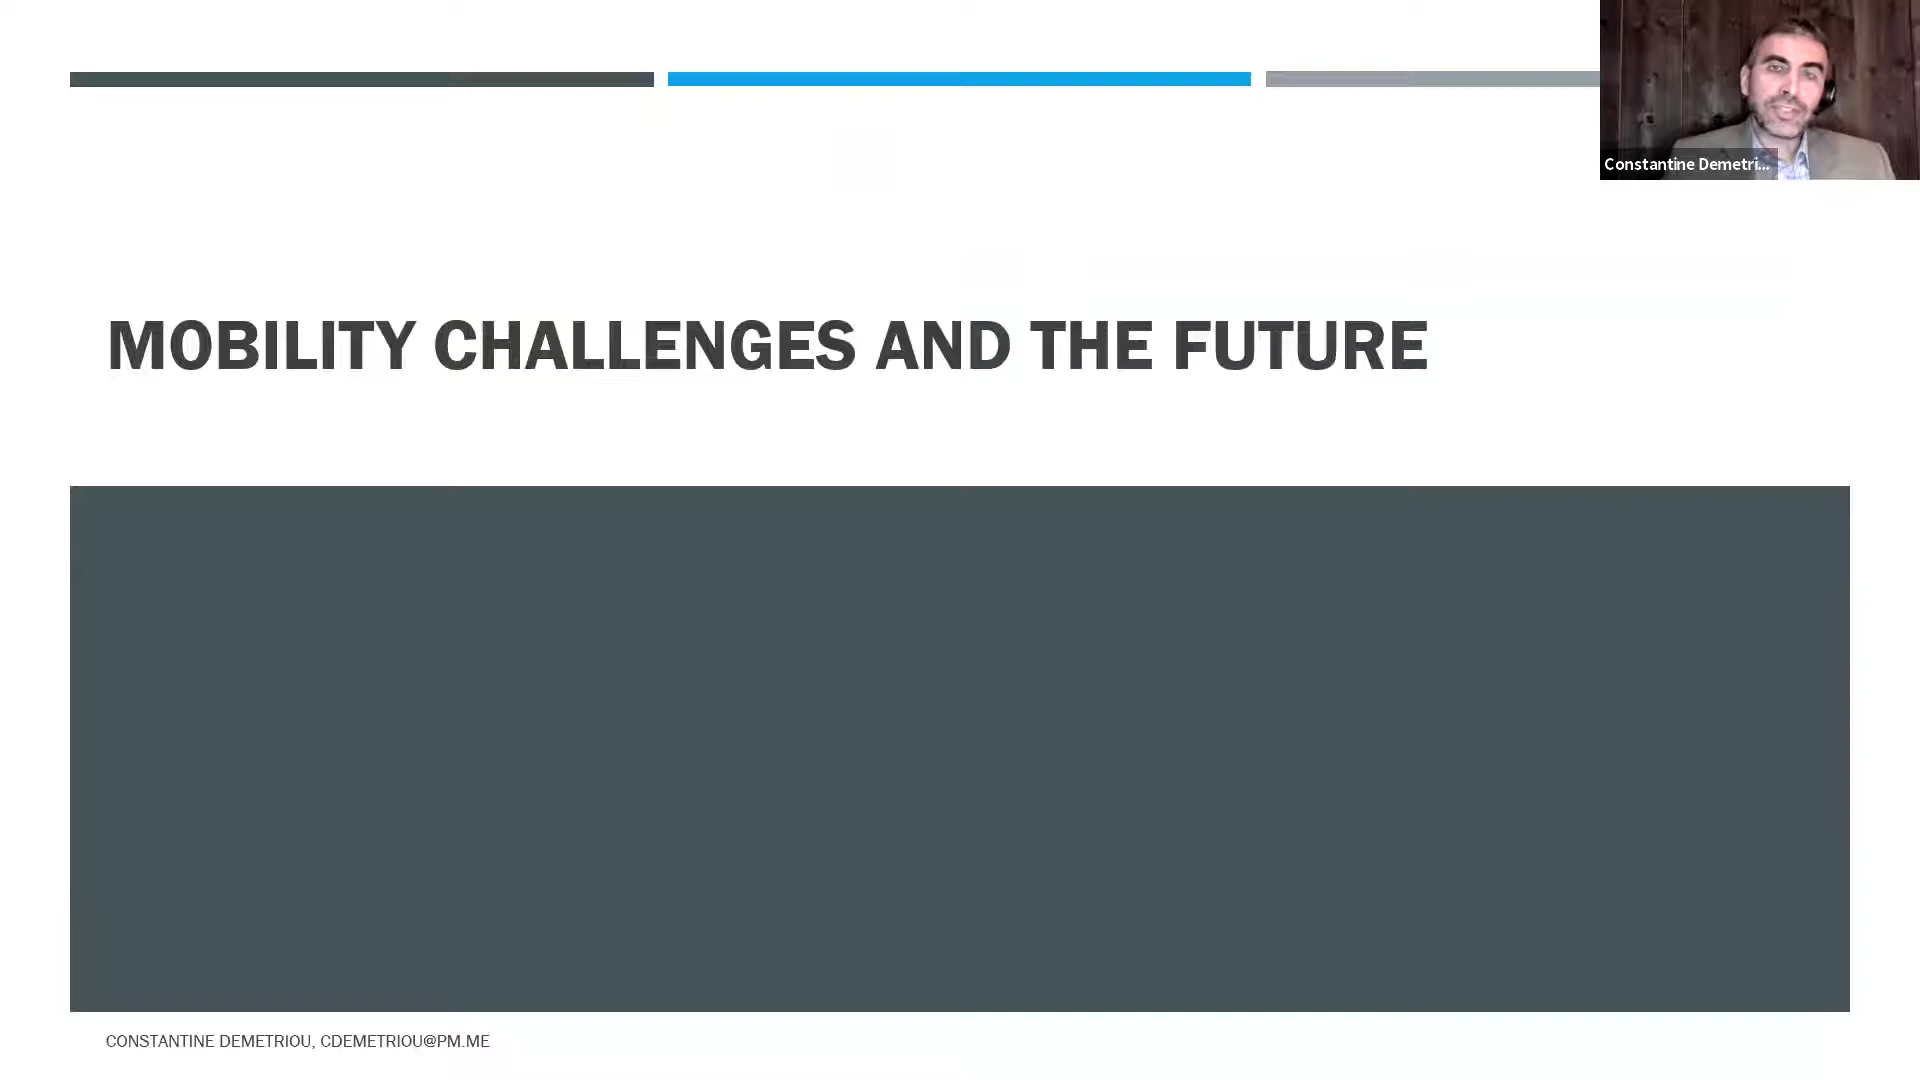 Constantine Demetri...
MOBILITY CHALLENGES AND THE FUTURE
CONSTANTINE DEMETRIOU, CDEMETRIOU@PM.ME